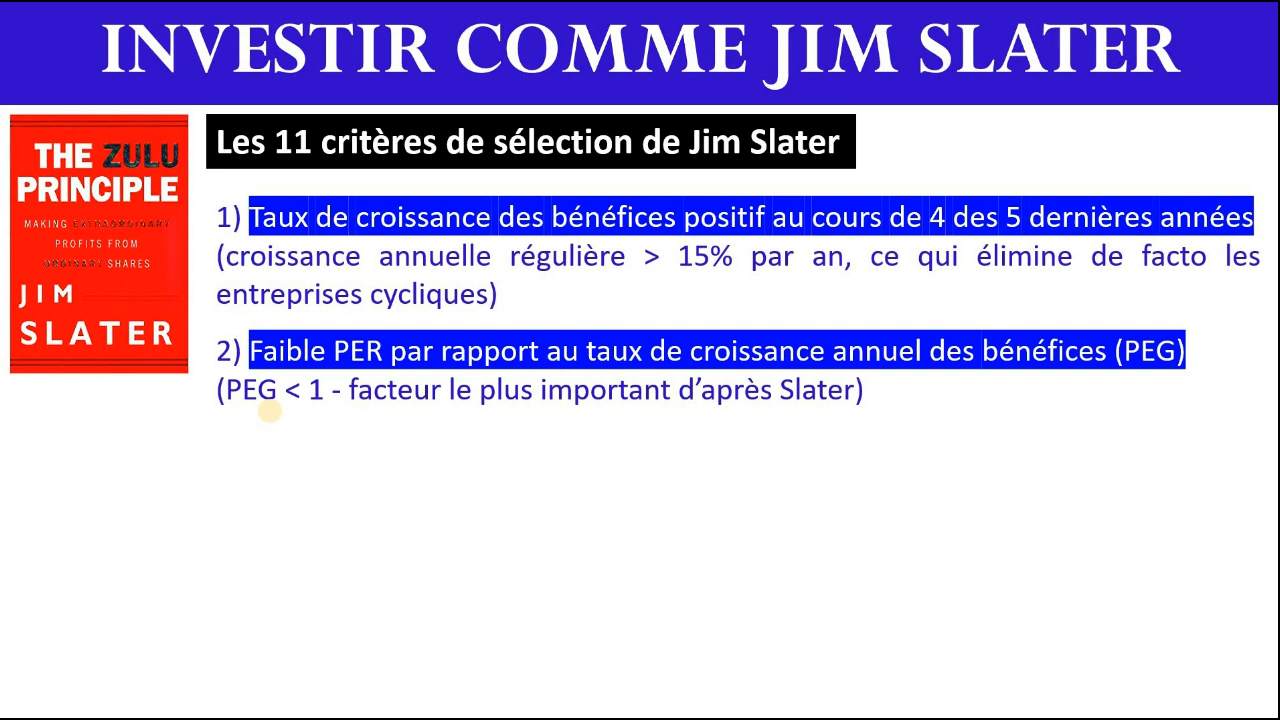 INVESTIR COMME JIM SLATER
THE ZULU
PRINCIPLE
MAKING EXTRAORDINARY
PROFITS FROM
ORDINARY SHARES
JIM
SLATER
Les 11 critères de sélection de Jim Slater
1) Taux de croissance des bénéfices positif au cours de 4 des 5 dernières années
(croissance annuelle régulière > 15% par an, ce qui élimine de facto les
entreprises cycliques)
2) Faible PER par rapport au taux de croissance annuel des bénéfices (PEG)
(PEG < 1 - facteur le plus important d’après Slater)